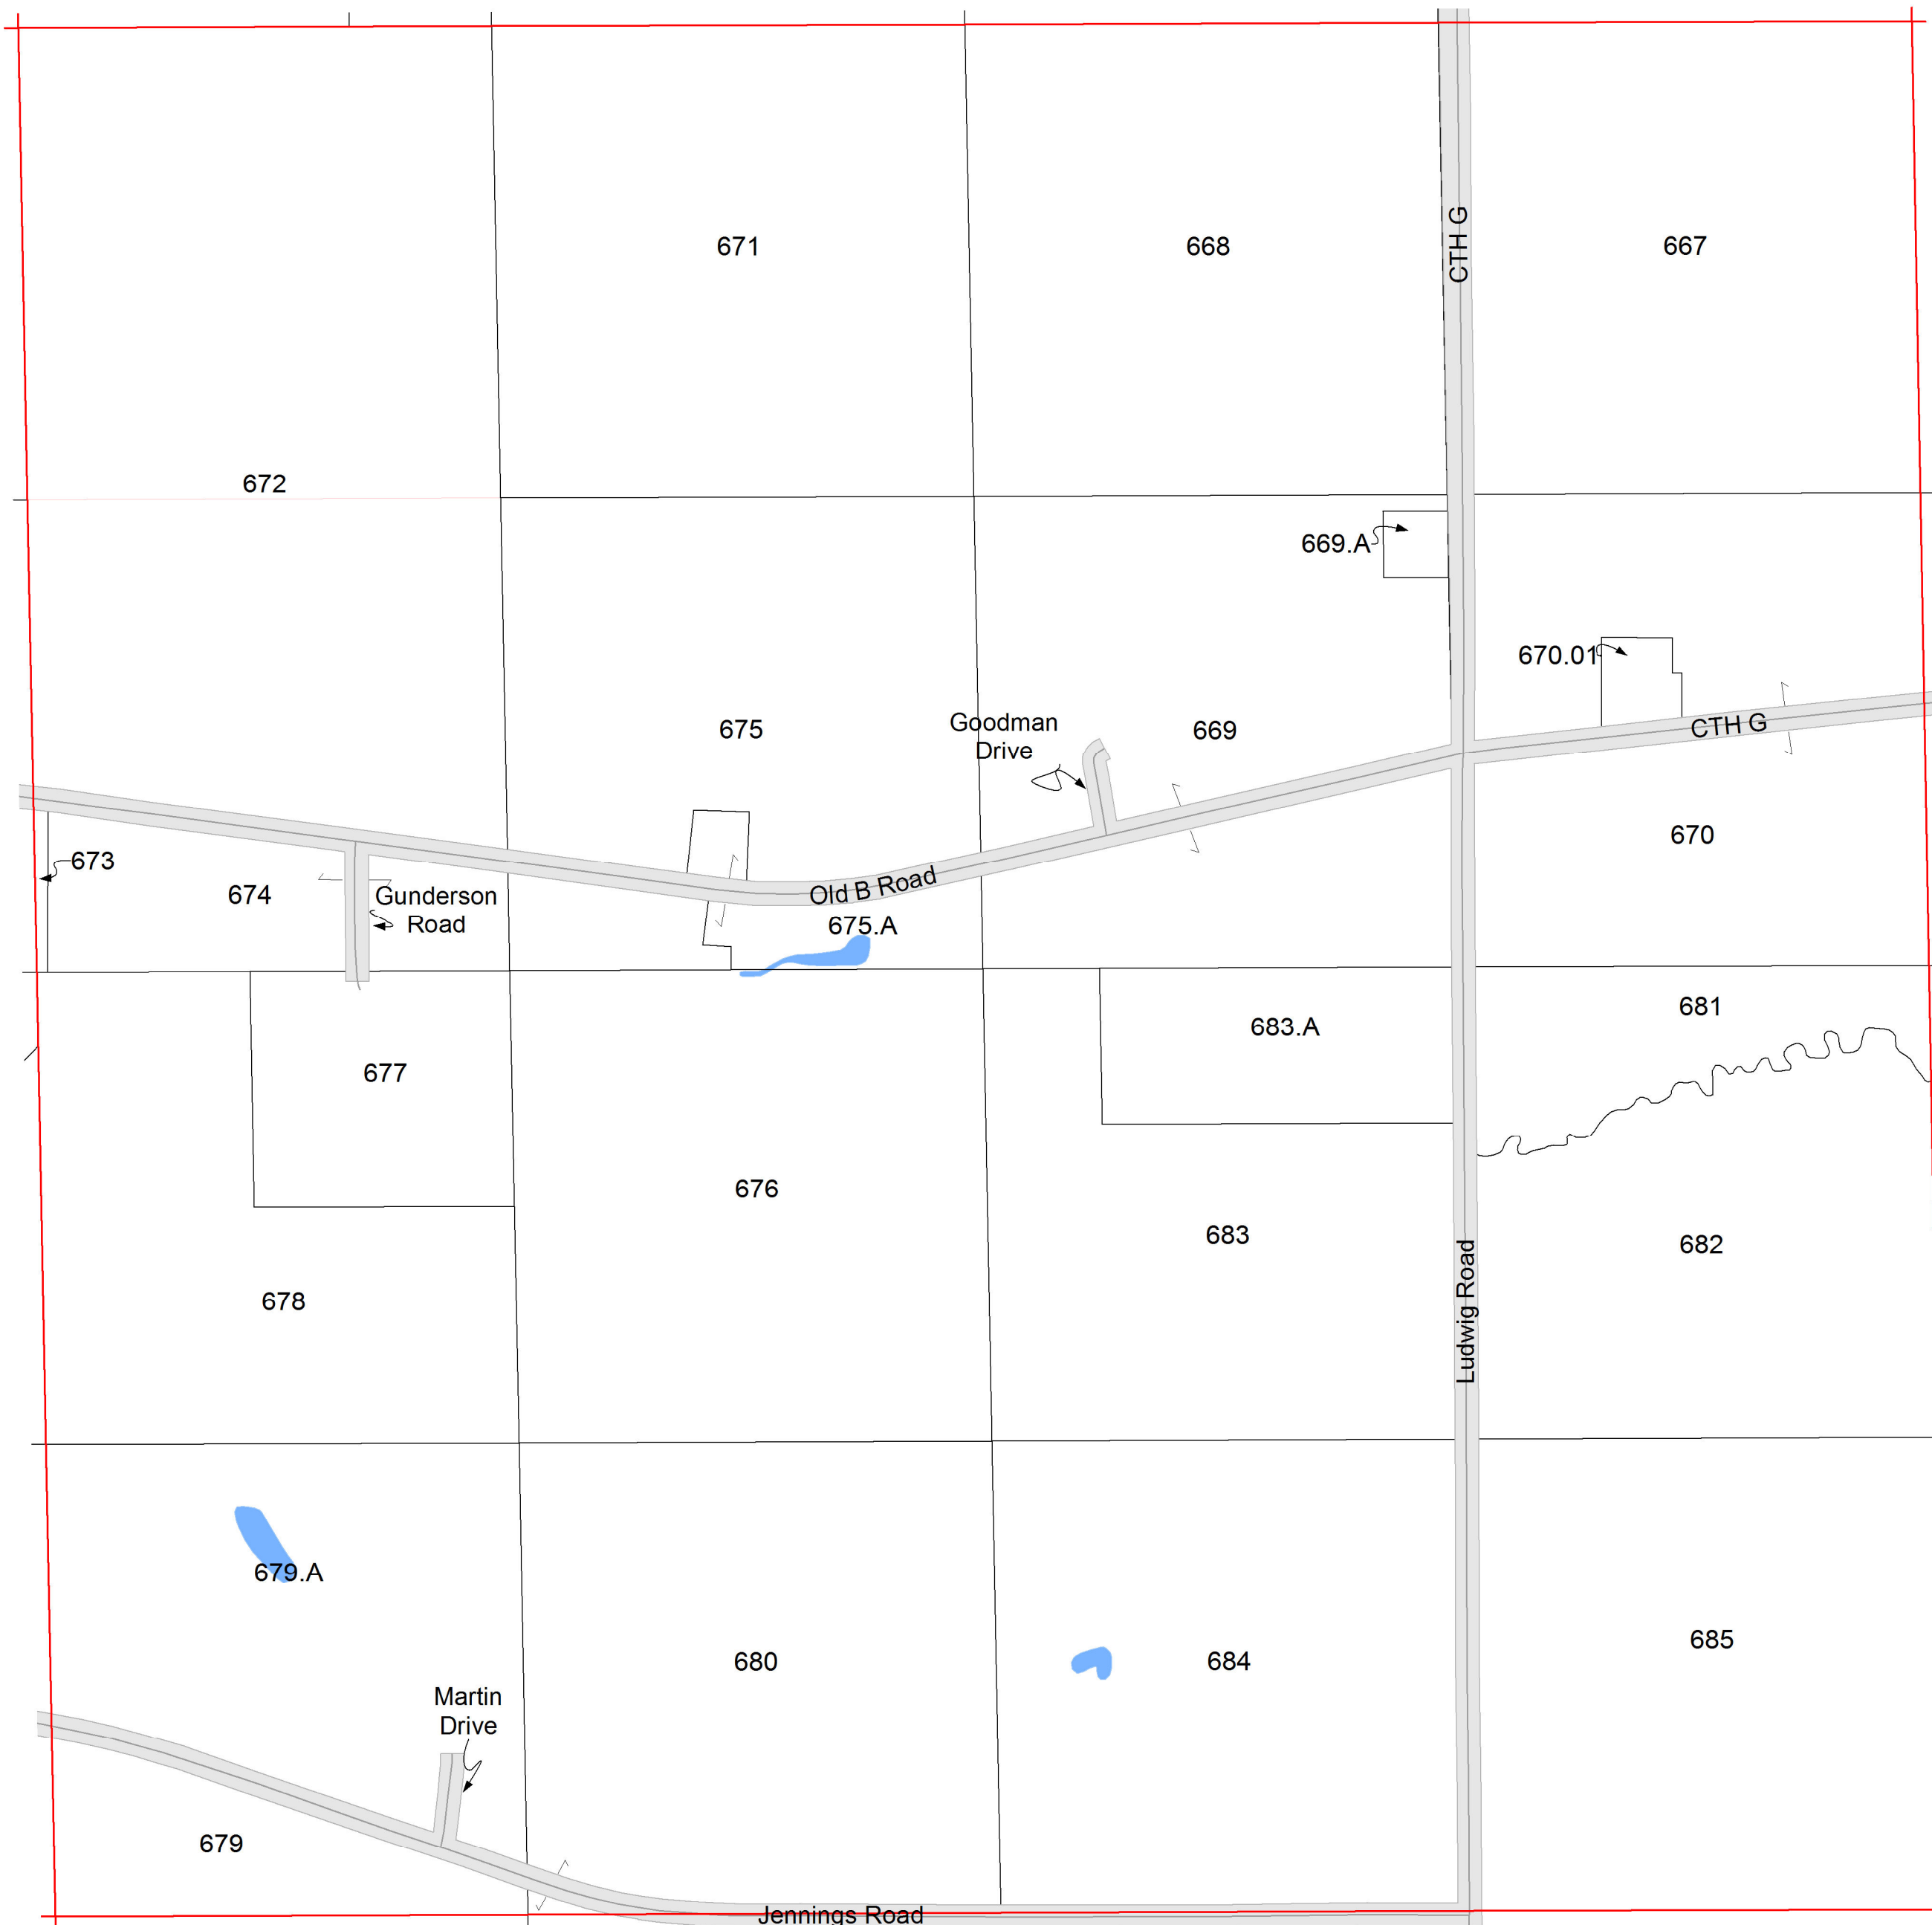 671
668
CTH G
667
672
669.A
670.01
Goodman
Drive
675
669
CTH G
670
673
674
Gunderson
Road
Old B Road
675.A
681
683.A
677
676
683
682
678
Ludwig Road
679.A
680
684
685
Martin
Drive
679
Jennings Road